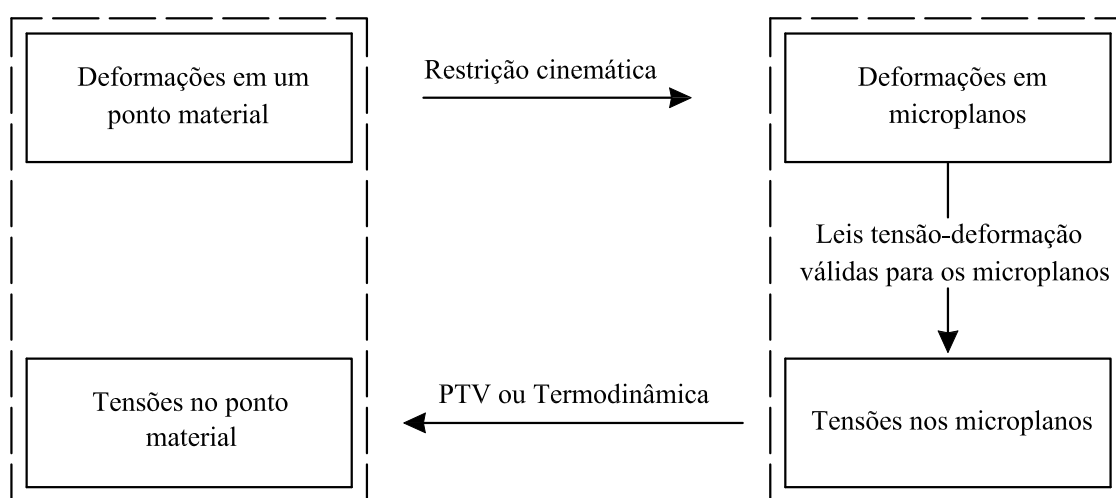 Deformações em um
ponto material
Restrição cinemática
Deformações em
microplanos
Leis tensão-deformação
válidas para os microplanos
Tensões no ponto
material
PTV ou Termodinâmica
Tensões nos microplanos